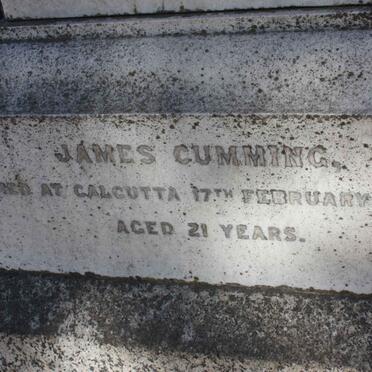 JAMES CUMMING.
AT CALCUTTA 17TH FEBRUARY
AGED 21 YEARS.